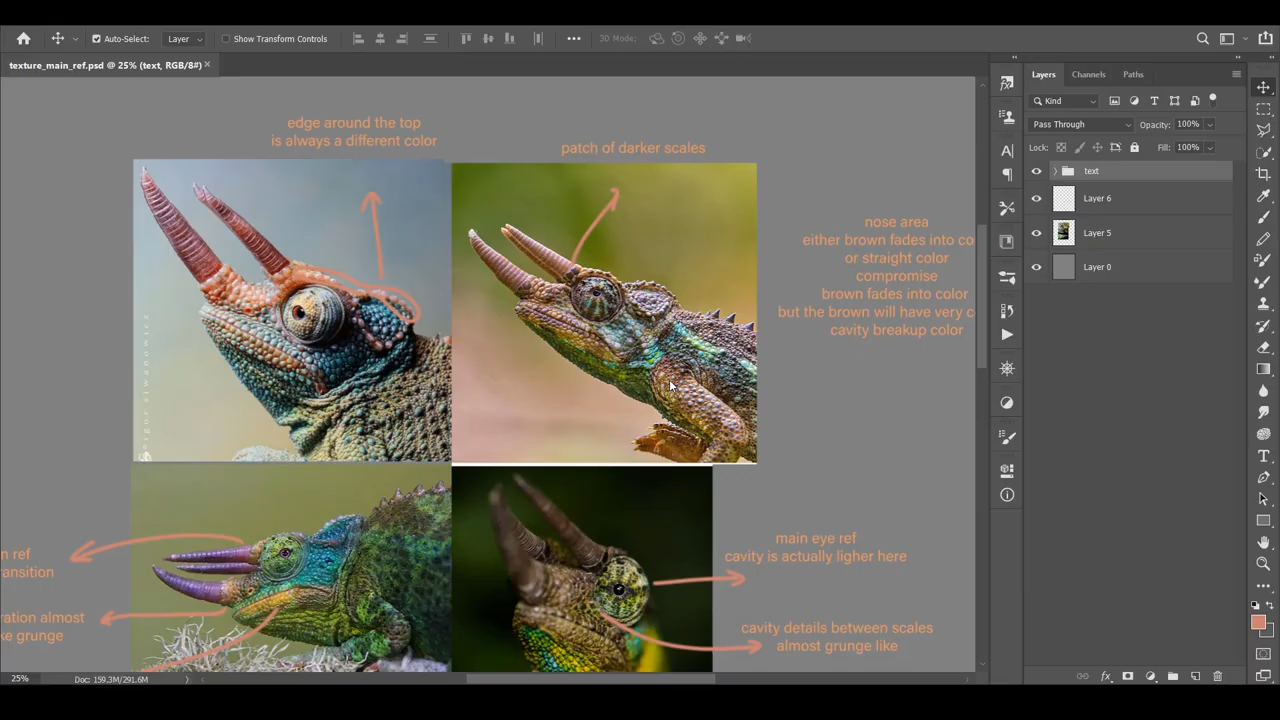 Auto-Select:
Layer
Show Transform Controls
3D Mode:
texture_main_ref.psd @ 25% (text, RGB/8#)
edge around the top
is always a different color
patch of darker scales
nose area
either brown fades into co
or straight color
compromise
brown fades into color
but the brown will have very c
cavity breakup color
n ref
ransition
ration almost
ke grunge
main eye ref
cavity is actually ligher here
cavity details between scales
almost grunge like
25%
Doc: 159.3M/291.6M
Layers
Channels
Paths
Kind
Pass Through
Opacity: 100%
Lock:
Fill: 100%
text
Layer 6
Layer 5
Layer 0